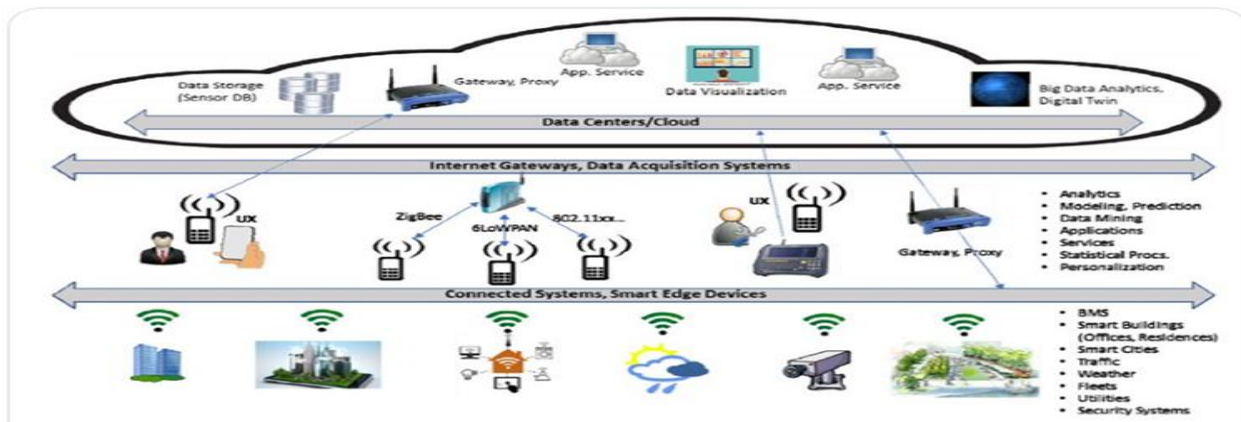 App. Service
Data Storage
(Sensor DB)
Gateway, Proxy
Data Visualization
App. Service
Big Data Analytics,
Digital Twin
Data Centers/Cloud
Internet Gateways, Data Acquisition Systems
UX
ZigBee
6LoWPAN
802.11xx...
UX
Gateway, Proxy
• Analytics
• Modeling, Prediction
• Data Mining
• Applications
• Services
• Statistical Procs.
• Personalization
Connected Systems, Smart Edge Devices
• BMS
• Smart Buildings
(Offices, Residences)
• Smart Cities
• Traffic
• Weather
• Fleets
• Utilities
• Security Systems